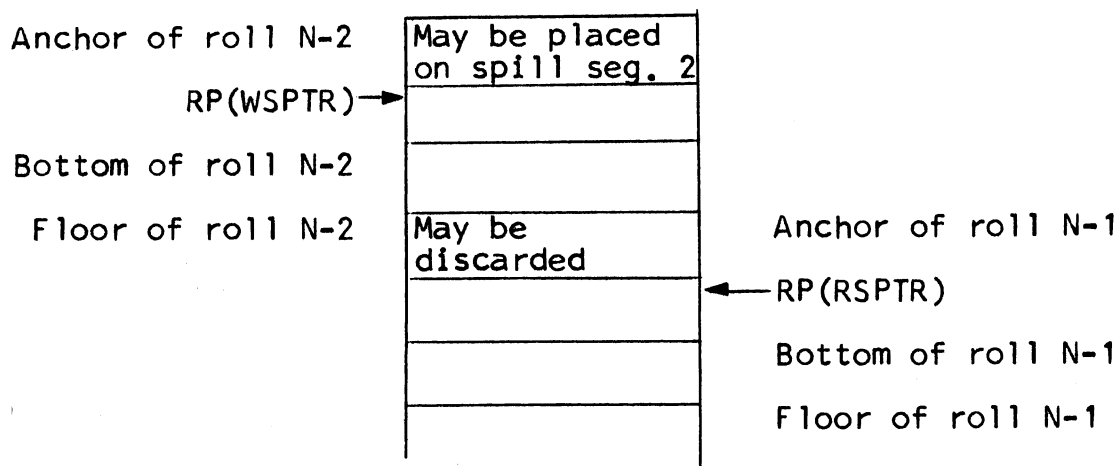 Anchor of roll N-2
May be placed
on spill seg. 2
RP(WSPTR)
Bottom of roll N-2
Floor of roll N-2
May be
discarded
Anchor of roll N-1
RP(RSPTR)
Bottom of roll N-1
Floor of roll N-1